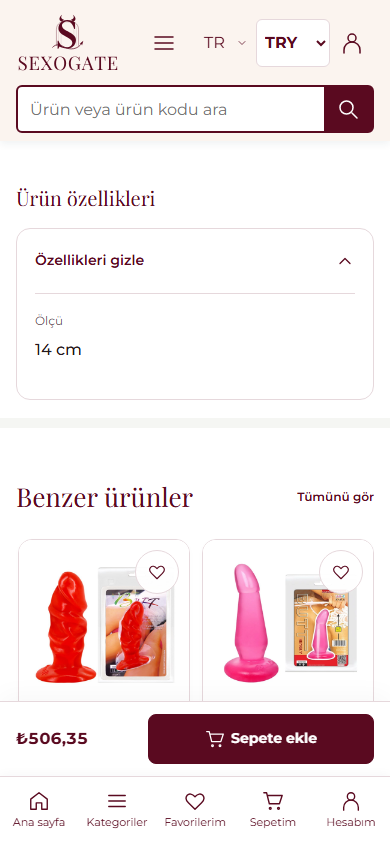 SEXOGATE
TR
TRY
Ürün veya ürün kodu ara
Ürün özellikleri
Özellikleri gizle
Ölçü
14 cm
Benzer ürünler
Tümünü gör
₺506,35
Sepete ekle
Ana sayfa
Kategoriler
Favorilerim
Sepetim
Hesabım